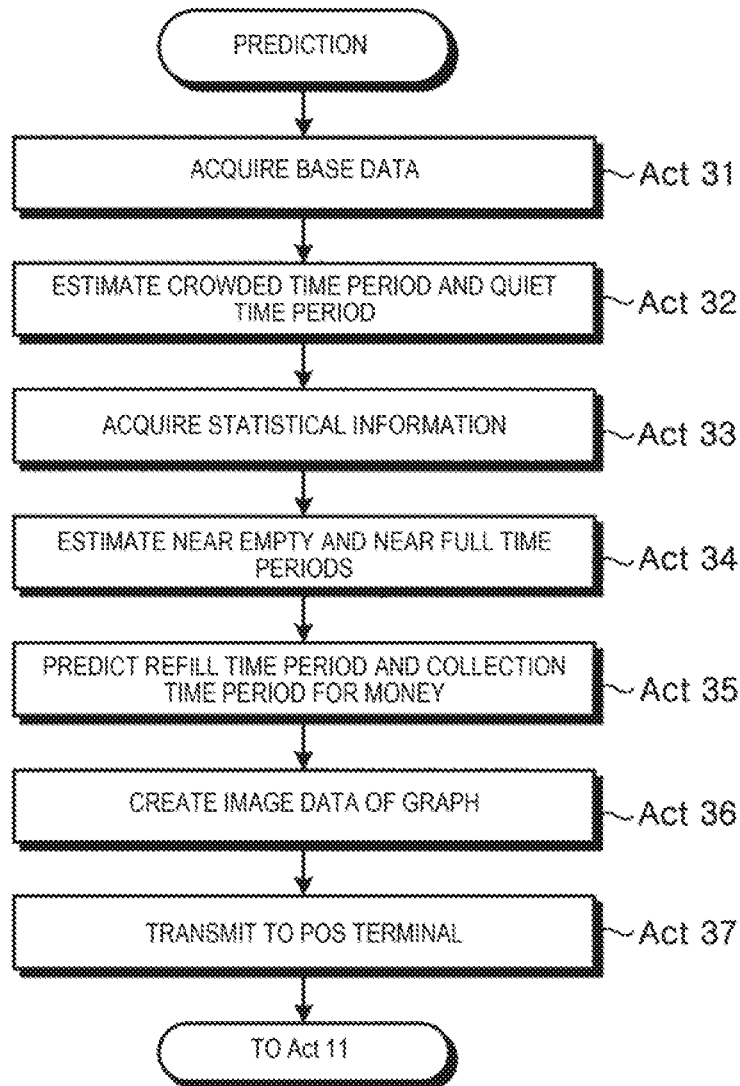 PREDICTION
ACQUIRE BASE DATA
Act 31
ESTIMATE CROWDED TIME PERIOD AND QUIET
TIME PERIOD
Act 32
ACQUIRE STATISTICAL INFORMATION
Act 33
ESTIMATE NEAR EMPTY AND NEAR FULL TIME
PERIODS
Act 34
PREDICT REFILL TIME PERIOD AND COLLECTION
TIME PERIOD FOR MONEY
Act 35
CREATE IMAGE DATA OF GRAPH
Act 36
TRANSMIT TO POS TERMINAL
Act 37
TO Act 11